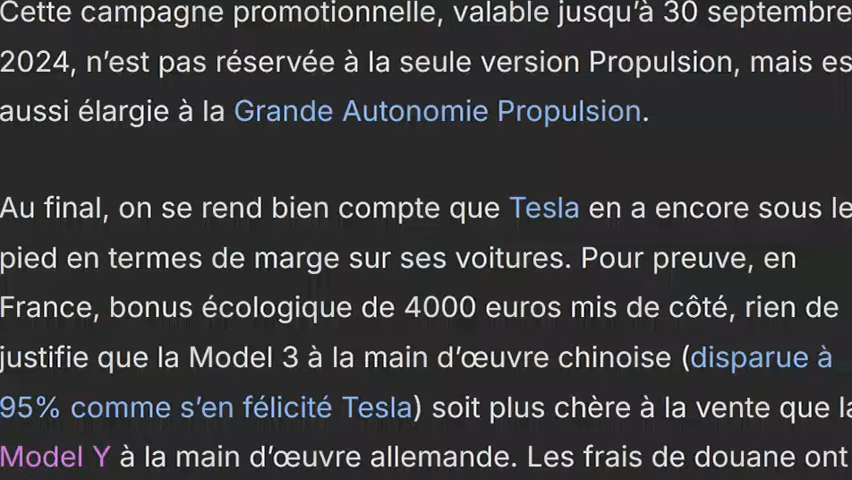 Cette campagne promotionnelle, valable jusqu’à 30 septembre
2024, n’est pas réservée à la seule version Propulsion, mais es
aussi élargie à la Grande Autonomie Propulsion.
Au final, on se rend bien compte que Tesla en a encore sous le
pied en termes de marge sur ses voitures. Pour preuve, en
France, bonus écologique de 4000 euros mis de côté, rien de
justifie que la Model 3 à la main d’œuvre chinoise (disparue à
95% comme s’en félicité Tesla) soit plus chère à la vente que la
Model Y à la main d’œuvre allemande. Les frais de douane ont